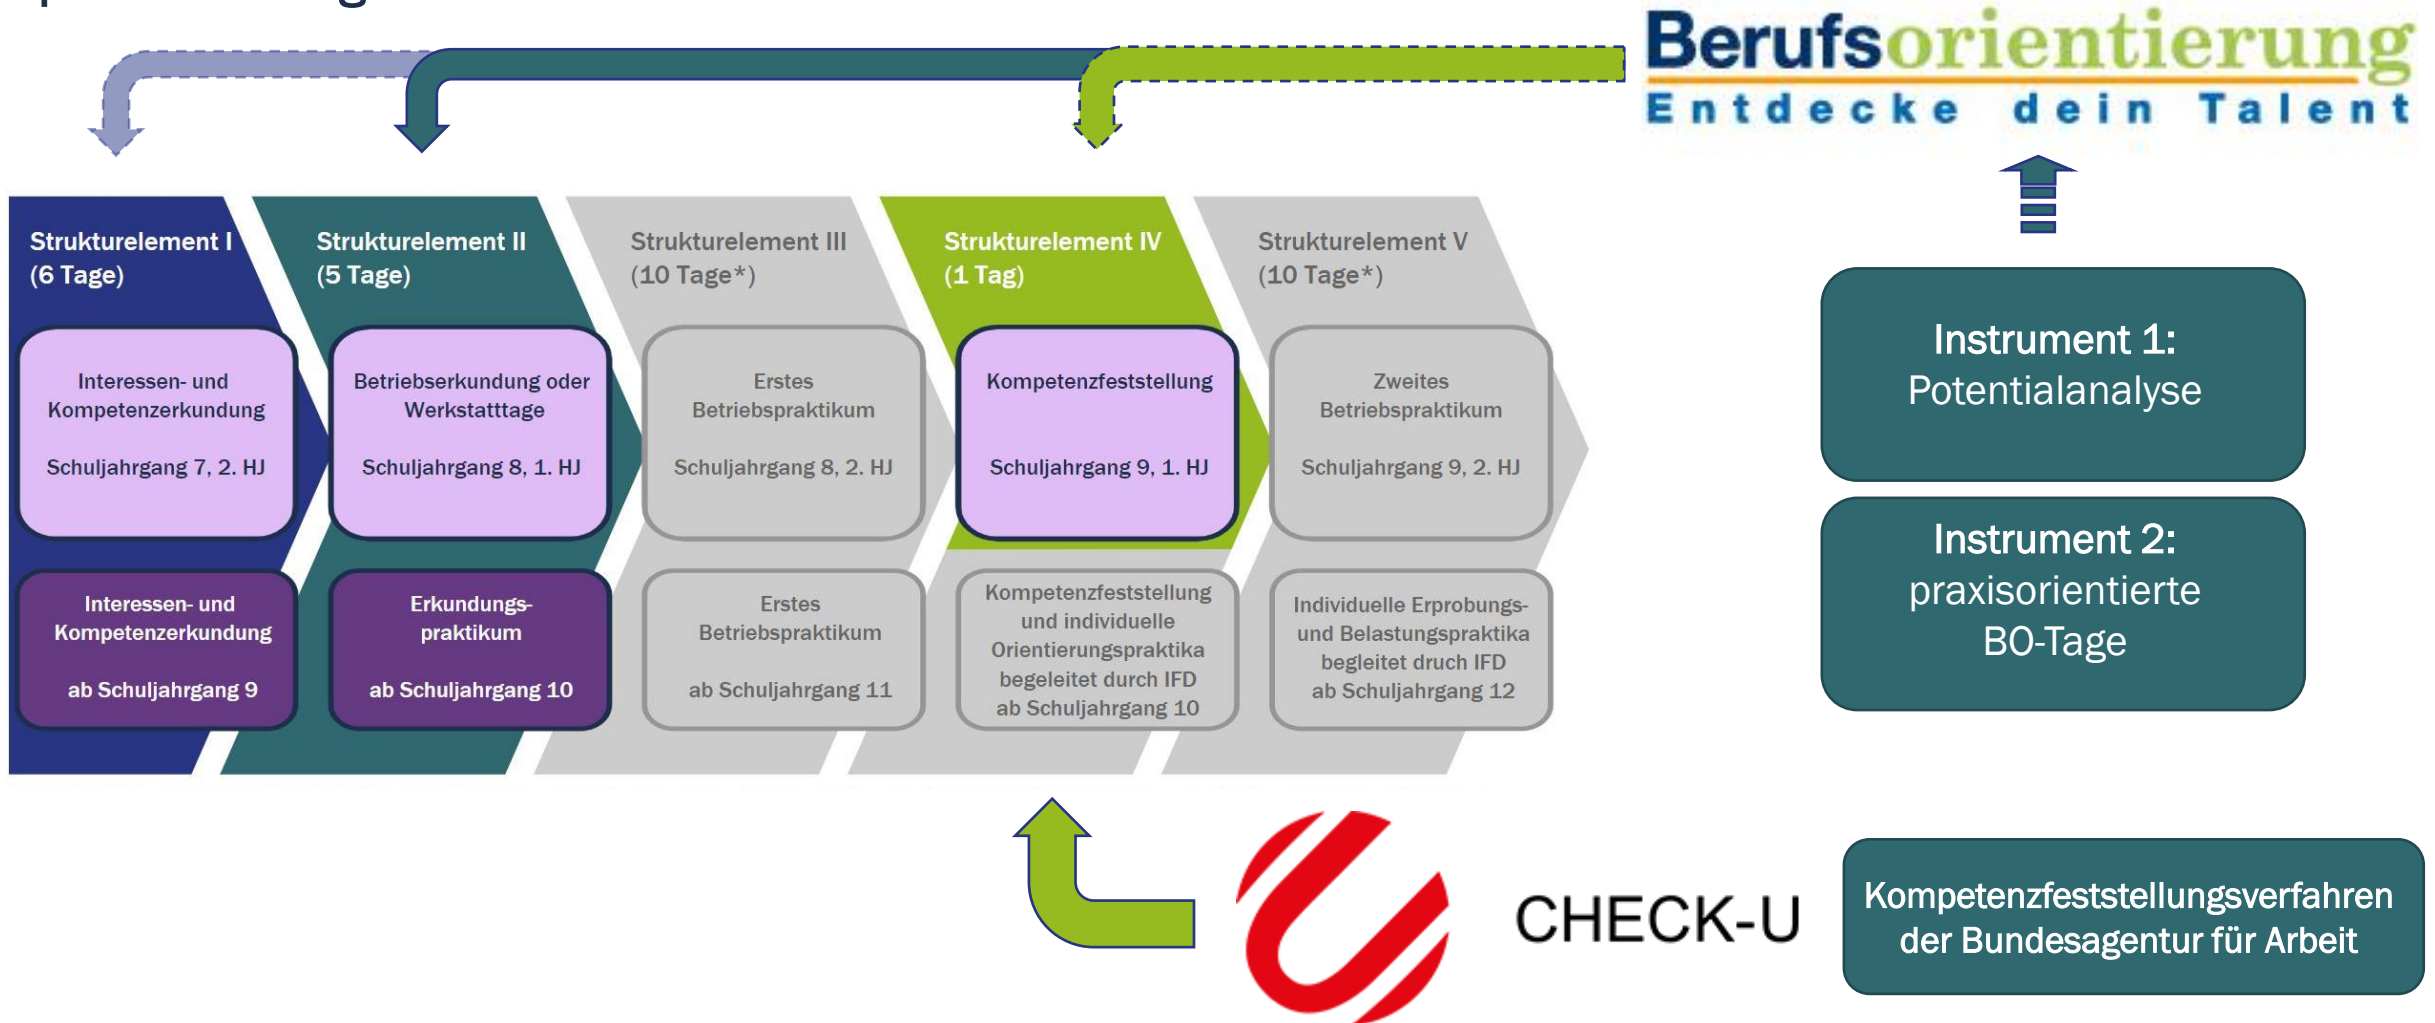 Berufsorientierung
Entdecke dein Talent
Strukturelement I
(6 Tage)
Interessen- und
Kompetenzerkundung
Schuljahrgang 7, 2. HJ
Interessen- und
Kompetenzerkundung
ab Schuljahrgang 9
Strukturelement II
(5 Tage)
Betriebserkundung oder
Werkstatttage
Schuljahrgang 8, 1. HJ
Erkundungs-
praktikum
ab Schuljahrgang 10
Strukturelement III
(10 Tage*)
Erstes
Betriebspraktikum
Schuljahrgang 8, 2. HJ
Erstes
Betriebspraktikum
ab Schuljahrgang 11
Strukturelement IV
(1 Tag)
Kompetenzfeststellung
Schuljahrgang 9, 1. HJ
Kompetenzfeststellung
und individuelle
Orientierungspraktika
begeleitet durch IFD
ab Schuljahrgang 10
Strukturelement V
(10 Tage*)
Zweites
Betriebspraktikum
Schuljahrgang 9, 2. HJ
Individuelle Erprobungs-
und Belastungspraktika
begleitet druch IFD
ab Schuljahrgang 12
Instrument 1:
Potentialanalyse
Instrument 2:
praxisorientierte
BO-Tage
CHECK-U
Kompetenzfeststellungsverfahren
der Bundesagentur für Arbeit